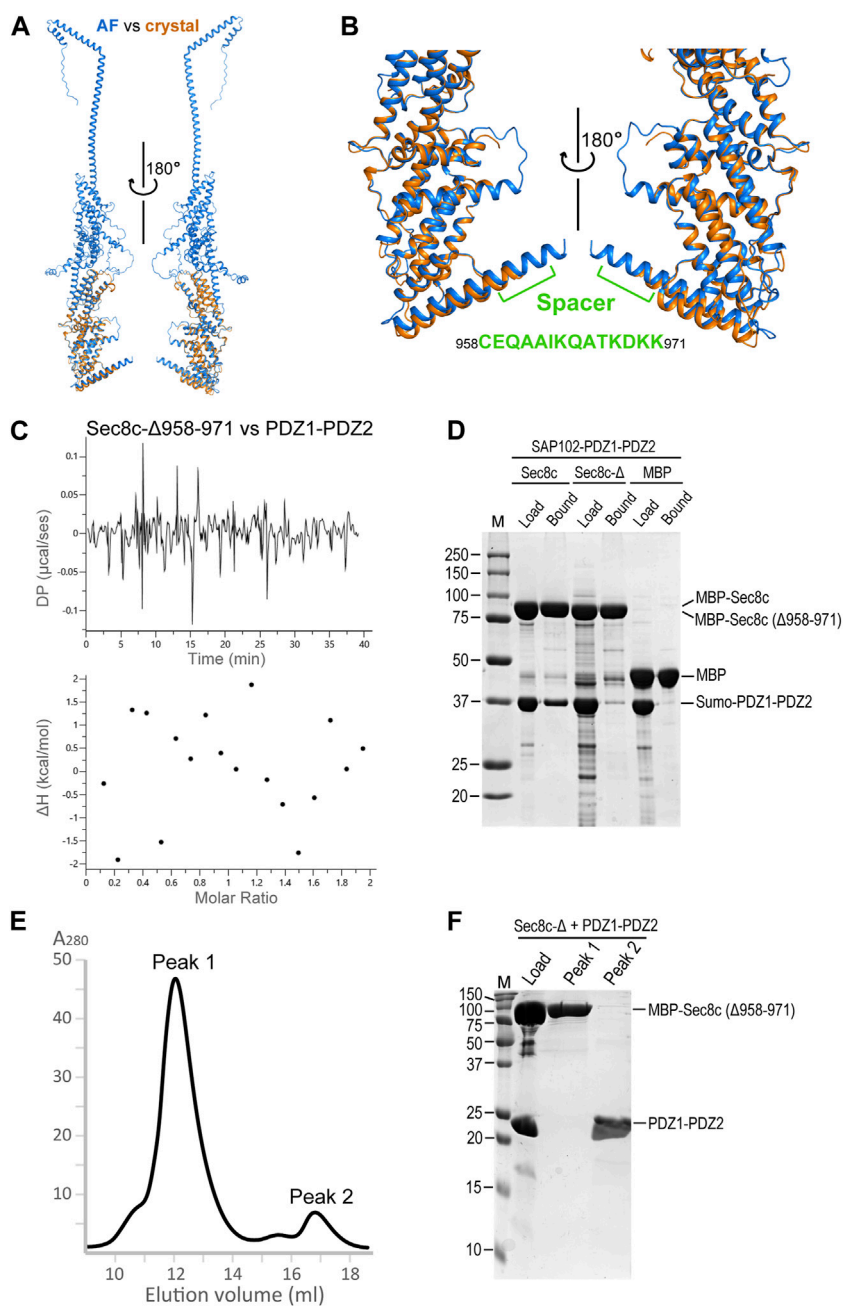 A
AF vs crystal
180°
B
180°
Spacer
958CEQAAIKQATKDKK971
C
Sec8c-Δ958-971 vs PDZ1-PDZ2
0.1
0.05
0
-0.05
-0.1
DP (µcal/ses)
0 5 10 15 20 25 30 35 40
Time (min)
2
1.5
1
0.5
0
-0.5
-1
-1.5
-2
ΔH (kcal/mol)
0 0.2 0.4 0.6 0.8 1 1.2 1.4 1.6 1.8 2
Molar Ratio
D
SAP102-PDZ1-PDZ2
Sec8c Sec8c-Δ MBP
M Load Bound Load Bound Load Bound
250
150
100
75
50
37
25
20
MBP-Sec8c
MBP-Sec8c (Δ958-971)
MBP
Sumo-PDZ1-PDZ2
E
A280
50
40
30
20
10
Peak 1
Peak 2
10 12 14 16 18
Elution volume (ml)
F
Sec8c-Δ + PDZ1-PDZ2
M Load Peak 1 Peak 2
150
100
75
50
37
25
20
15
10
MBP-Sec8c (Δ958-971)
PDZ1-PDZ2